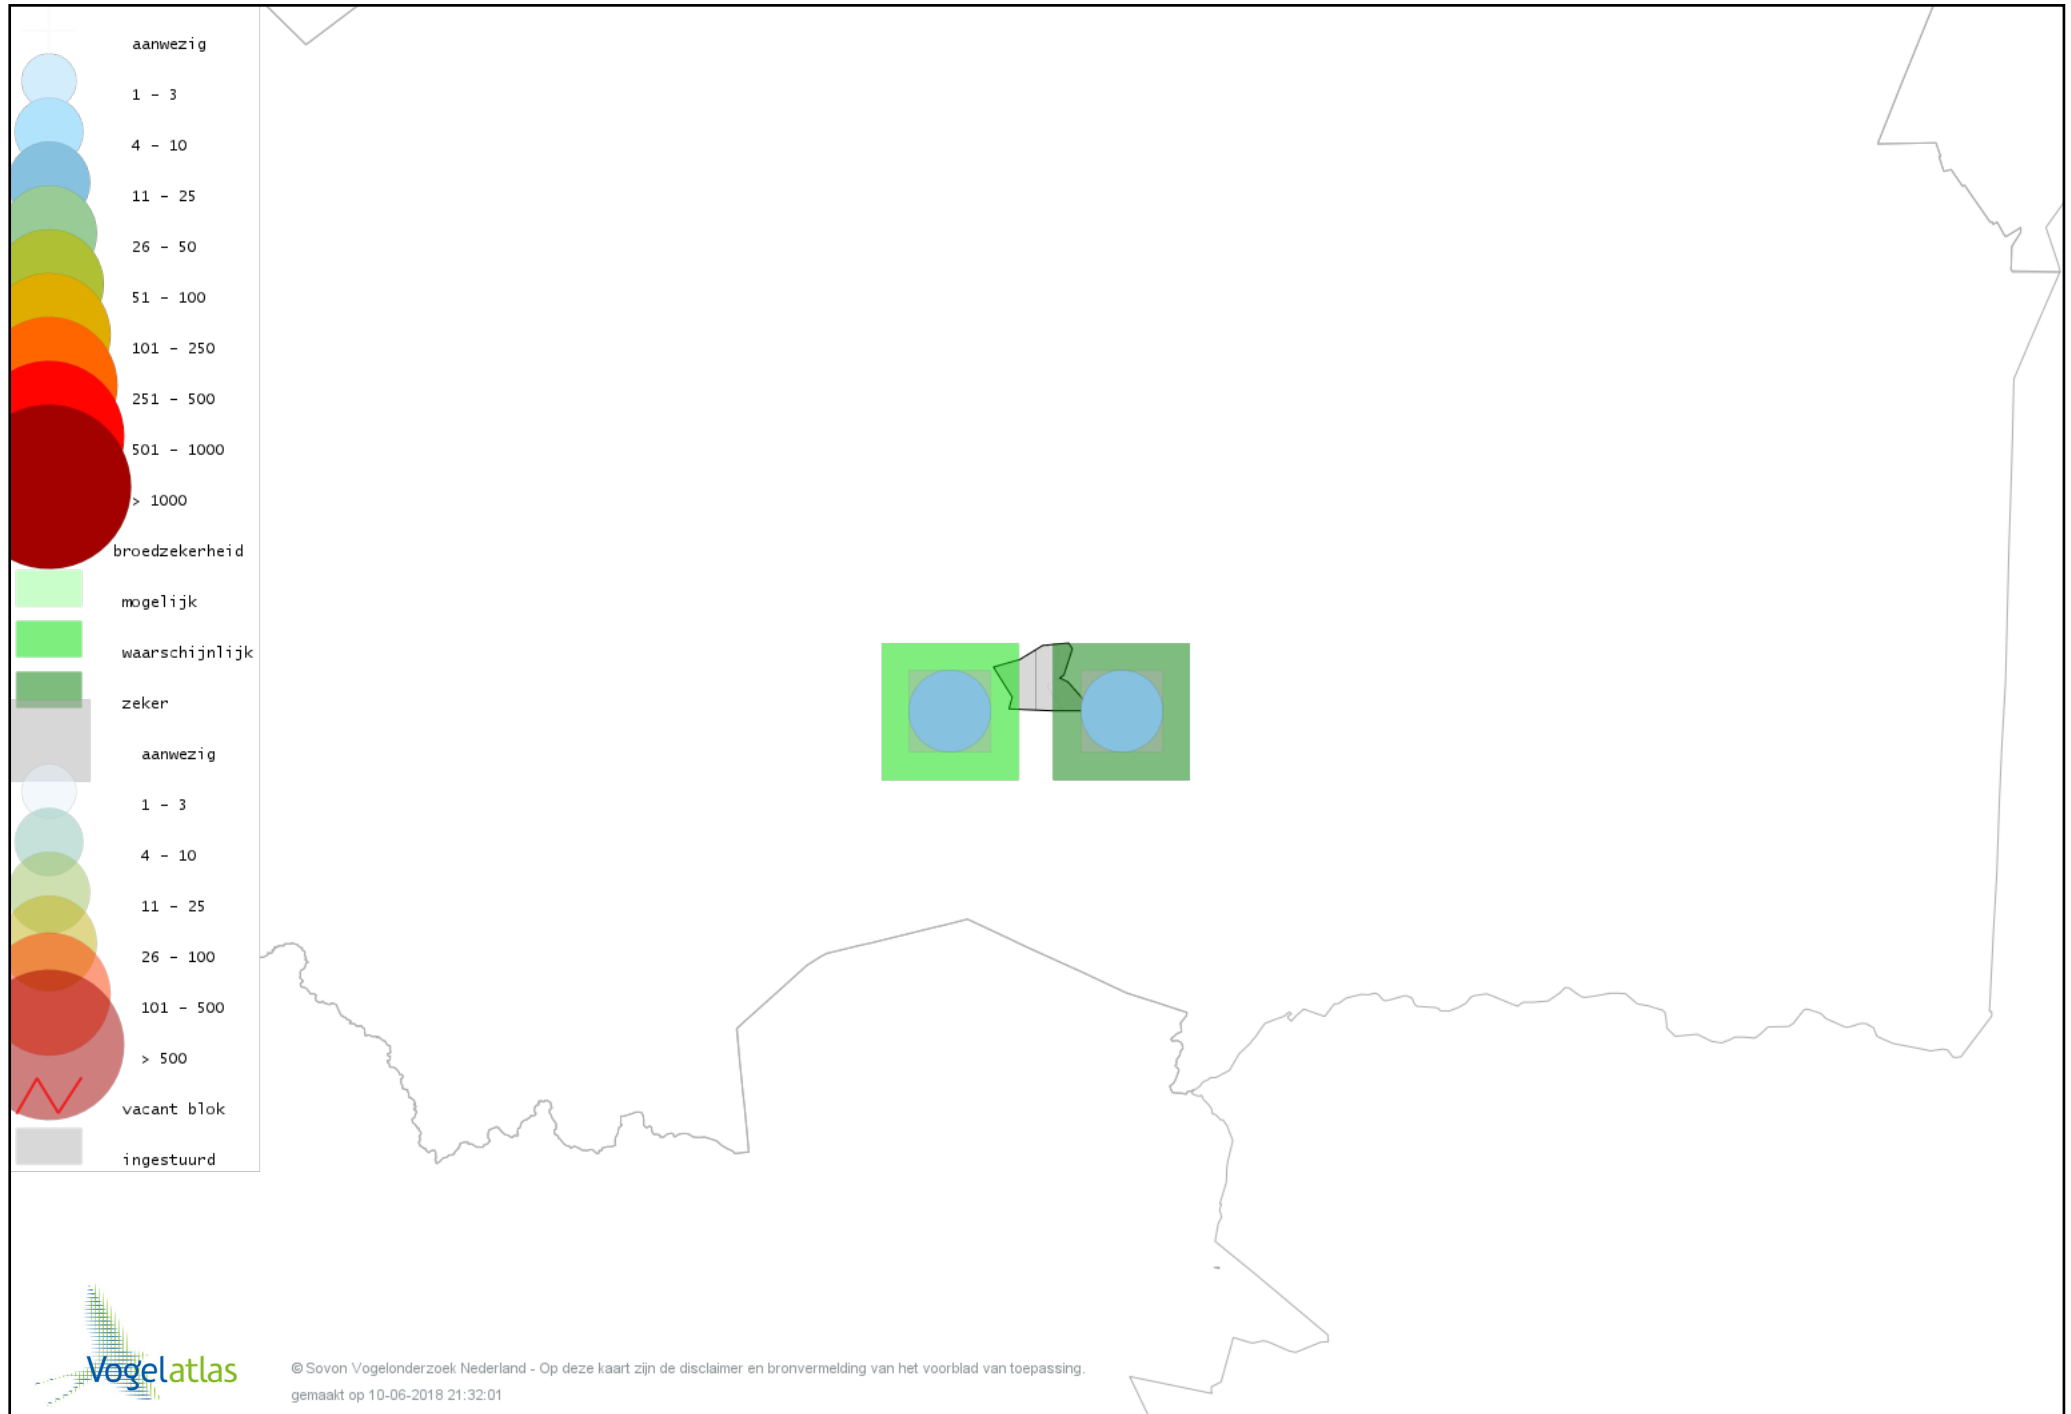 aanwezig
1 – 3
4 – 10
11 – 25
26 – 50
51 – 100
101 – 250
251 – 500
501 – 1000
> 1000
broedzekerheid
mogelijk
waarschijnlijk
zeker
aanwezig
1 – 3
4 – 10
11 – 25
26 – 100
101 – 500
> 500
vacant blok
ingestuurd
Vogelatlas
© Sovon Vogelonderzoek Nederland - Op deze kaart zijn de disclaimer en bronvermelding van het voorblad van toepassing.
gemaakt op 10-06-2018 21:32:01